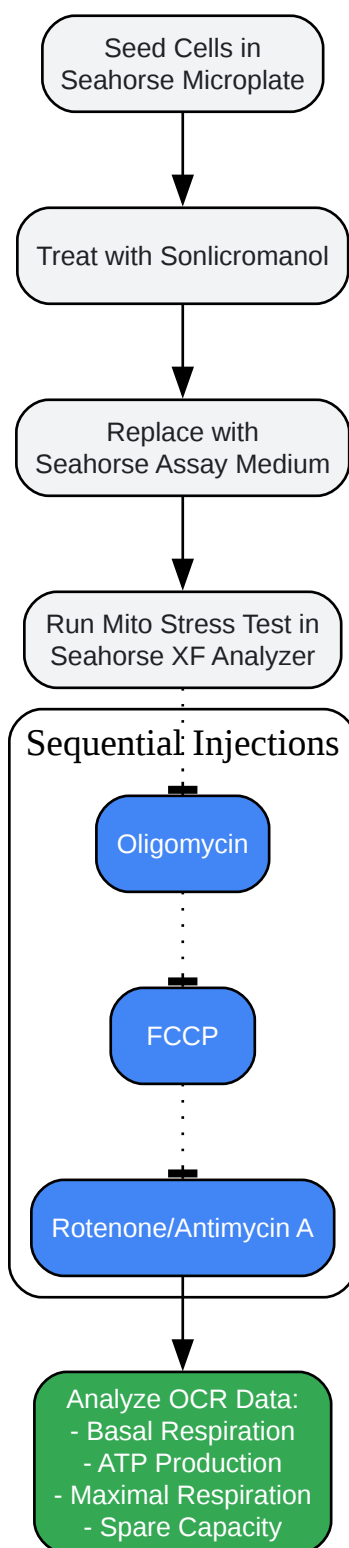 Seed Cells in
Seahorse Microplate
Treat with Sonlicromanol
Replace with
Seahorse Assay Medium
Run Mito Stress Test in
Seahorse XF Analyzer
Sequential Injections
Oligomycin
FCCP
Rotenone/Antimycin A
Analyze OCR Data:
- Basal Respiration
- ATP Production
- Maximal Respiration
- Spare Capacity